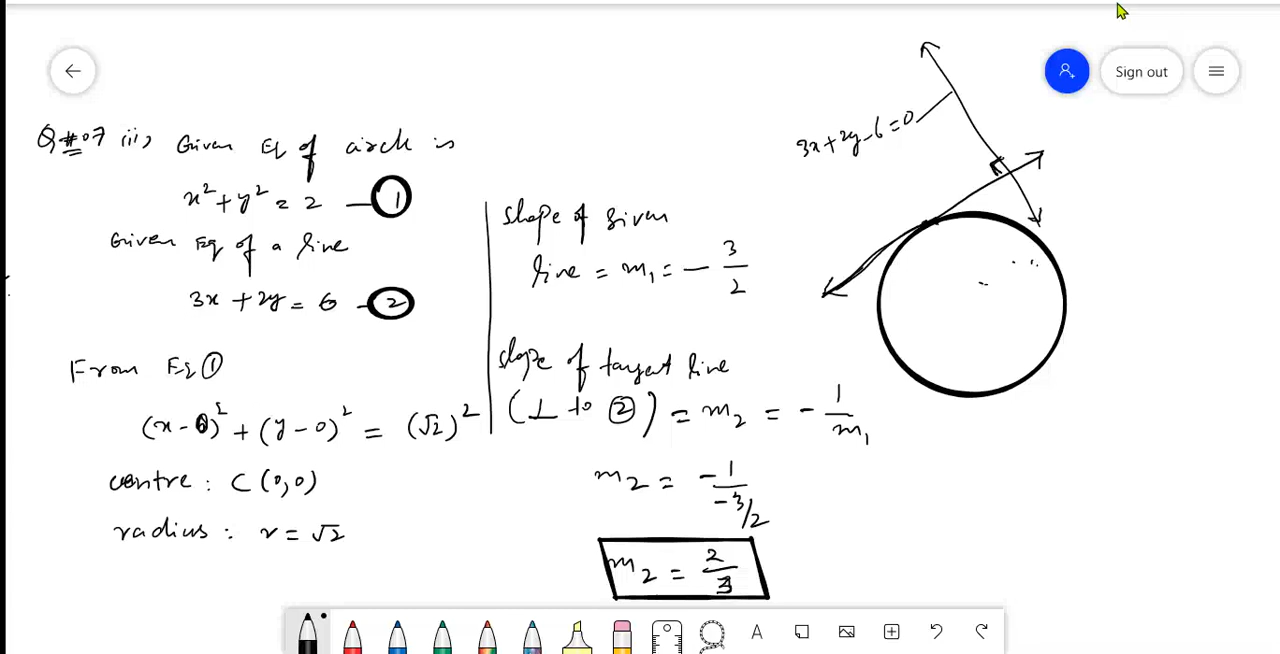 Sign out
Q#07 (ii) Given Eq of circle is
x² + y² = 2 — ①
Given Eq of a line
3x + 2y = 6 — ②
From Eq ①
(x-0)² + (y-0)² = (√2)²
centre : C (0,0)
radius : r = √2
slope of given
line = m₁ = - 3/2
slope of tangent line
(⊥ to ②) = m₂ = - 1/m₁
m₂ = -1/(-3/2)
m₂ = 2/3
3x+2y-6=0
A